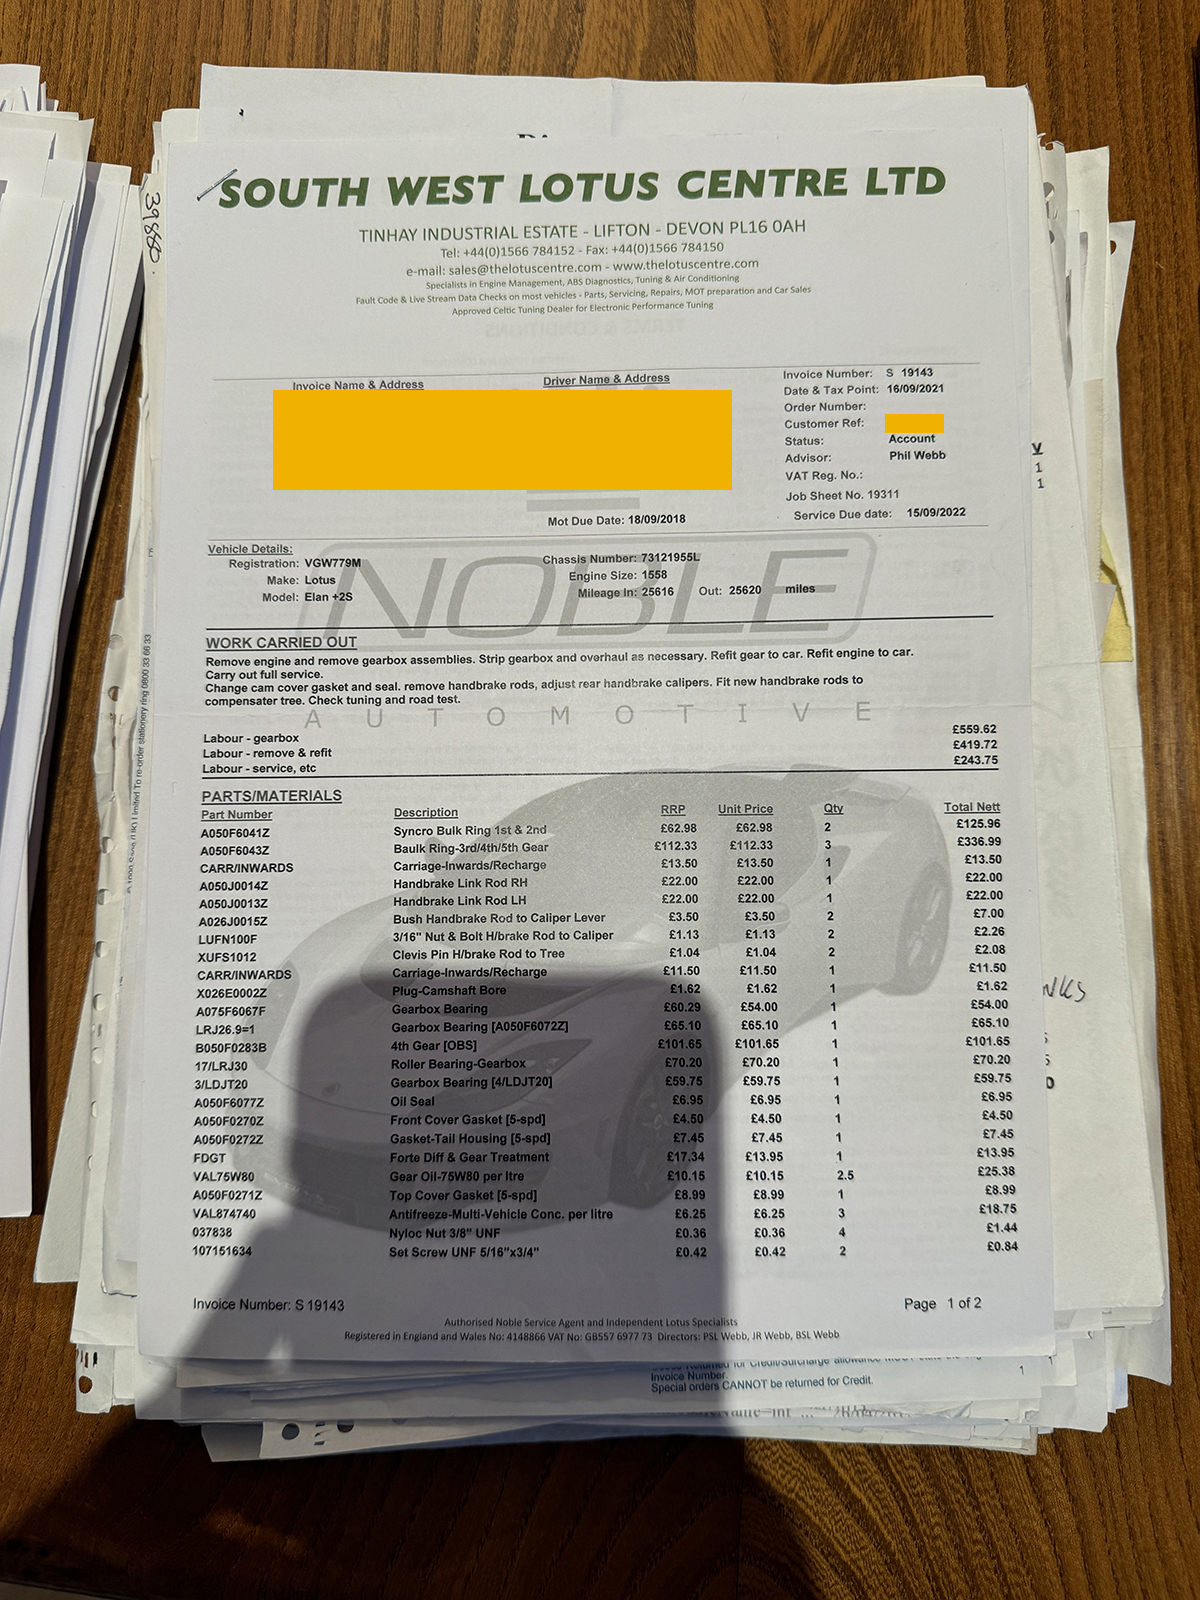 SOUTH WEST LOTUS CENTRE LTD
TINHAY INDUSTRIAL ESTATE - LIFTON - DEVON PL16 0AH
Tel: +44(0)1566 784152 - Fax: +44(0)1566 784150
e-mail: sales@thelotuscentre.com - www.thelotuscentre.com
Specialists in Engine Management, ABS Diagnostics, Tuning & Air Conditioning
Fault Code & Live Stream Data Checks on most vehicles - Parts, Servicing, Repairs, MOT preparation and Car Sales
Approved Celtic Tuning Dealer for Electronic Performance Tuning
39880.
Invoice Name & Address Driver Name & Address
Invoice Number: S 19143
Date & Tax Point: 16/09/2021
Order Number:
Customer Ref:
Status: Account
Advisor: Phil Webb
VAT Reg. No.:
Job Sheet No. 19311
Mot Due Date: 18/09/2018 Service Due date: 15/09/2022
Vehicle Details:
Registration: VGW779M Chassis Number: 73121955L
Make: Lotus Engine Size: 1558
Model: Elan +2S Mileage In: 25616 Out: 25620 miles
NOBLE
AUTOMOTIVE
WORK CARRIED OUT
Remove engine and remove gearbox assemblies. Strip gearbox and overhaul as necessary. Refit gear to car. Refit engine to car.
Carry out full service.
Change cam cover gasket and seal. remove handbrake rods, adjust rear handbrake calipers. Fit new handbrake rods to
compensater tree. Check tuning and road test.
Labour - gearbox £559.62
Labour - remove & refit £419.72
Labour - service, etc £243.75
PARTS/MATERIALS
Part Number Description RRP Unit Price Qty Total Nett
A050F6041Z Syncro Bulk Ring 1st & 2nd £62.98 £62.98 2 £125.96
A050F6043Z Baulk Ring-3rd/4th/5th Gear £112.33 £112.33 3 £336.99
CARR/INWARDS Carriage-Inwards/Recharge £13.50 £13.50 1 £13.50
A050J0014Z Handbrake Link Rod RH £22.00 £22.00 1 £22.00
A050J0013Z Handbrake Link Rod LH £22.00 £22.00 1 £22.00
A026J0015Z Bush Handbrake Rod to Caliper Lever £3.50 £3.50 2 £7.00
LUFN100F 3/16" Nut & Bolt H/brake Rod to Caliper £1.13 £1.13 2 £2.26
XUFS1012 Clevis Pin H/brake Rod to Tree £1.04 £1.04 2 £2.08
CARR/INWARDS Carriage-Inwards/Recharge £11.50 £11.50 1 £11.50
X026E0002Z Plug-Camshaft Bore £1.62 £1.62 1 £1.62
A075F6067F Gearbox Bearing £60.29 £54.00 1 £54.00
LRJ26.9=1 Gearbox Bearing [A050F6072Z] £65.10 £65.10 1 £65.10
B050F0283B 4th Gear [OBS] £101.65 £101.65 1 £101.65
17/LRJ30 Roller Bearing-Gearbox £70.20 £70.20 1 £70.20
3/LDJT20 Gearbox Bearing [4/LDJT20] £59.75 £59.75 1 £59.75
A050F6077Z Oil Seal £6.95 £6.95 1 £6.95
A050F0270Z Front Cover Gasket [5-spd] £4.50 £4.50 1 £4.50
A050F0272Z Gasket-Tail Housing [5-spd] £7.45 £7.45 1 £7.45
FDGT Forte Diff & Gear Treatment £17.34 £13.95 1 £13.95
VAL75W80 Gear Oil-75W80 per ltre £10.15 £10.15 2.5 £25.38
A050F0271Z Top Cover Gasket [5-spd] £8.99 £8.99 1 £8.99
VAL874740 Antifreeze-Multi-Vehicle Conc. per litre £6.25 £6.25 3 £18.75
037838 Nyloc Nut 3/8" UNF £0.36 £0.36 4 £1.44
107151634 Set Screw UNF 5/16"x3/4" £0.42 £0.42 2 £0.84
Invoice Number: S 19143 Page 1 of 2
Authorised Noble Service Agent and Independent Lotus Specialists
Registered in England and Wales No: 4148866 VAT No: GB557 6977 73 Directors: PSL Webb, JR Webb, BSL Webb
Invoice Number.
Special orders CANNOT be returned for Credit.
1